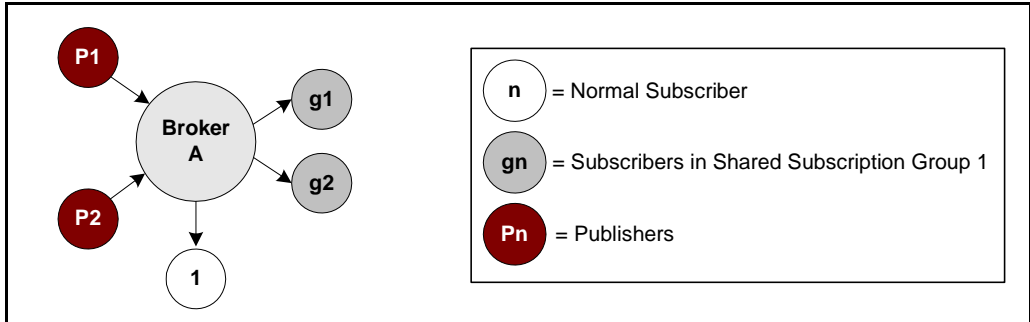 P1
P2
Broker
A
g1
g2
1
n = Normal Subscriber
gn = Subscribers in Shared Subscription Group 1
Pn = Publishers